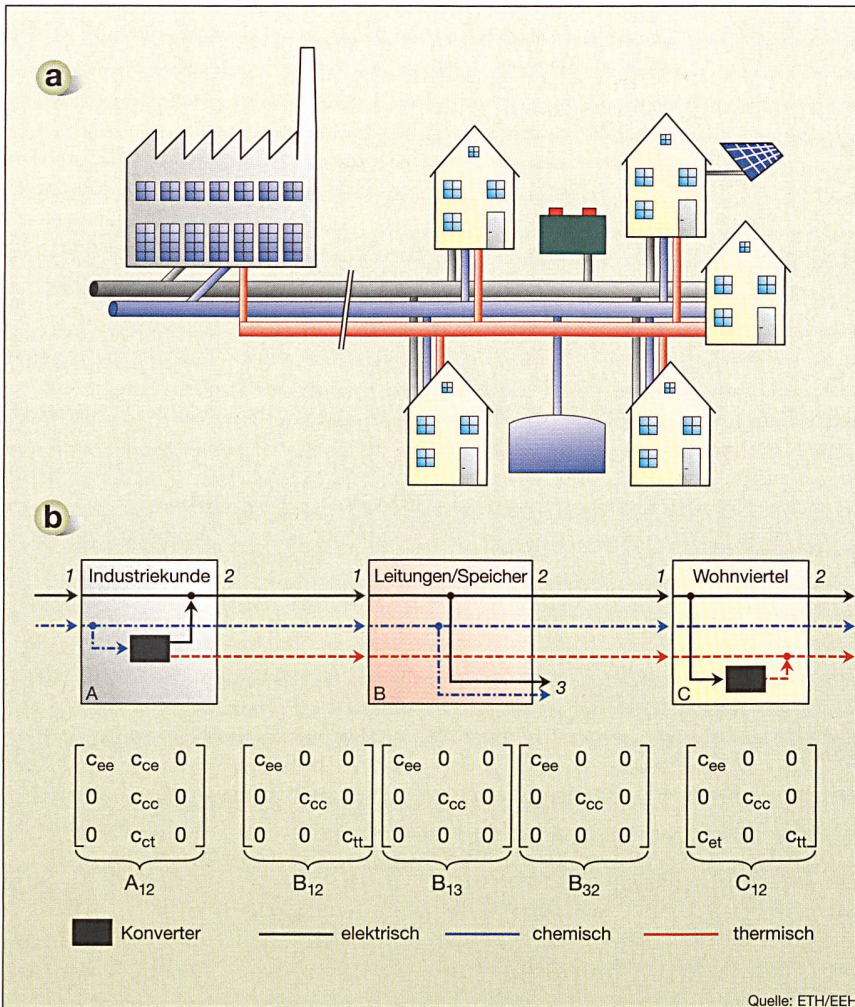 a
b
1 Industriekunde 2 1 Leitungen/Speicher 2 1 Wohnviertel 2
A B 3 C
c_ee c_ce 0 c_ee 0 0 c_ee 0 0 c_ee 0 0 c_ee 0 0
0 c_cc 0 0 c_cc 0 0 c_cc 0 0 c_cc 0 0 c_cc 0
0 c_ct 0 0 0 c_tt 0 0 0 0 0 0 c_et 0 c_tt
A_12 B_12 B_13 B_32 C_12
Konverter elektrisch chemisch thermisch
Quelle: ETH/EEH